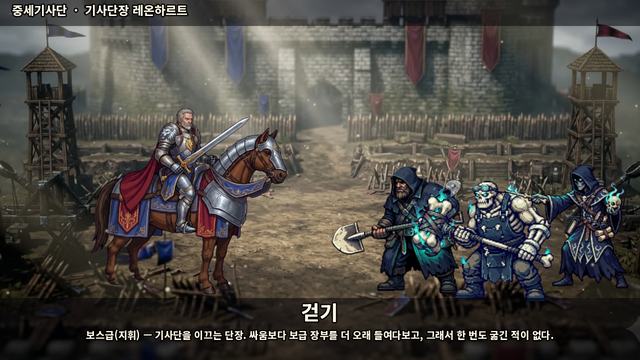 중세기사단 · 기사단장 레온하르트
걷기
보스급(지휘) — 기사단을 이끄는 단장. 싸움보다 보급 장부를 더 오래 들여다보고, 그래서 한 번도 굶긴 적이 없다.